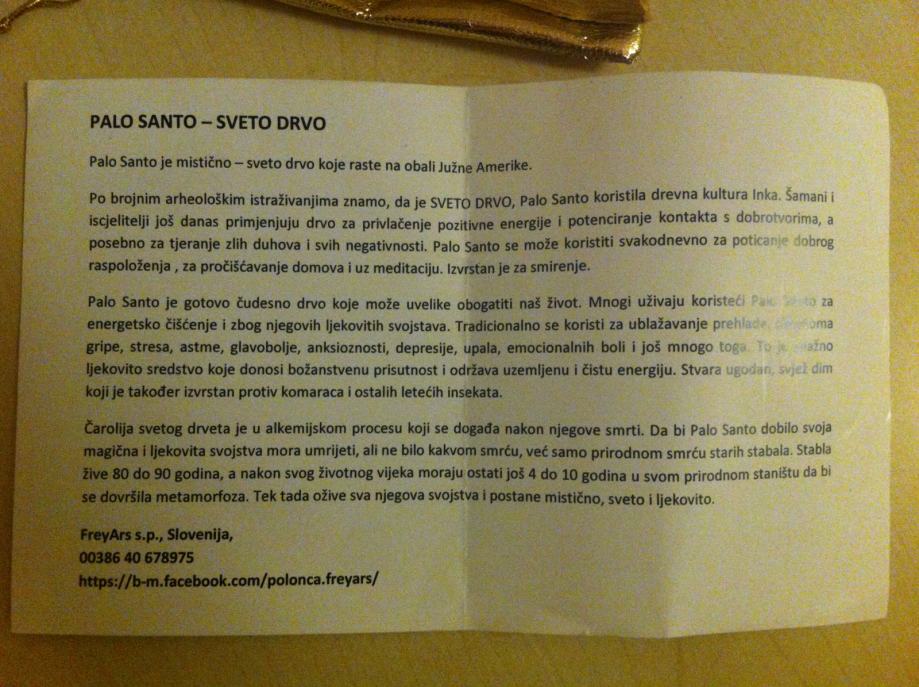 PALO SANTO – SVETO DRVO
Palo Santo je mistično – sveto drvo koje raste na obali Južne Amerike.
Po brojnim arheološkim istraživanjima znamo, da je SVETO DRVO, Palo Santo koristila drevna kultura Inka. Šamani i
iscjelitelji još danas primjenjuju drvo za privlačenje pozitivne energije i potenciranje kontakta s dobrotvorima, a
posebno za tjeranje zlih duhova i svih negativnosti. Palo Santo se može koristiti svakodnevno za poticanje dobrog
raspoloženja , za pročišćavanje domova i uz meditaciju. Izvrstan je za smirenje.
Palo Santo je gotovo čudesno drvo koje može uvelike obogatiti naš život. Mnogi uživaju koristeći Palo Santo za
energetsko čišćenje i zbog njegovih ljekovitih svojstava. Tradicionalno se koristi za ublažavanje prehlade,
gripe, stresa, astme, glavobolje, anksioznosti, depresije, upala, emocionalnih boli i još mnogo toga. To je snažno
ljekovito sredstvo koje donosi božanstvenu prisutnost i održava uzemljenu i čistu energiju. Stvara ugodan, svjež dim
koji je također izvrstan protiv komaraca i ostalih letećih insekata.
Čarolija svetog drveta je u alkemijskom procesu koji se događa nakon njegove smrti. Da bi Palo Santo dobilo svoja
magična i ljekovita svojstva mora umrijeti, ali ne bilo kakvom smrću, već samo prirodnom smrću starih stabala. Stabla
žive 80 do 90 godina, a nakon svog životnog vijeka moraju ostati još 4 do 10 godina u svom prirodnom staništu da bi
se dovršila metamorfoza. Tek tada ožive sva njegova svojstva i postane mistično, sveto i ljekovito.
FreyArs s.p., Slovenija,
00386 40 678975
https://b-m.facebook.com/polonca.freyars/